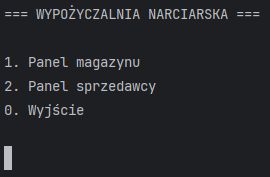 === WYPOŻYCZALNIA NARCIARSKA ===
1. Panel magazynu
2. Panel sprzedawcy
0. Wyjście